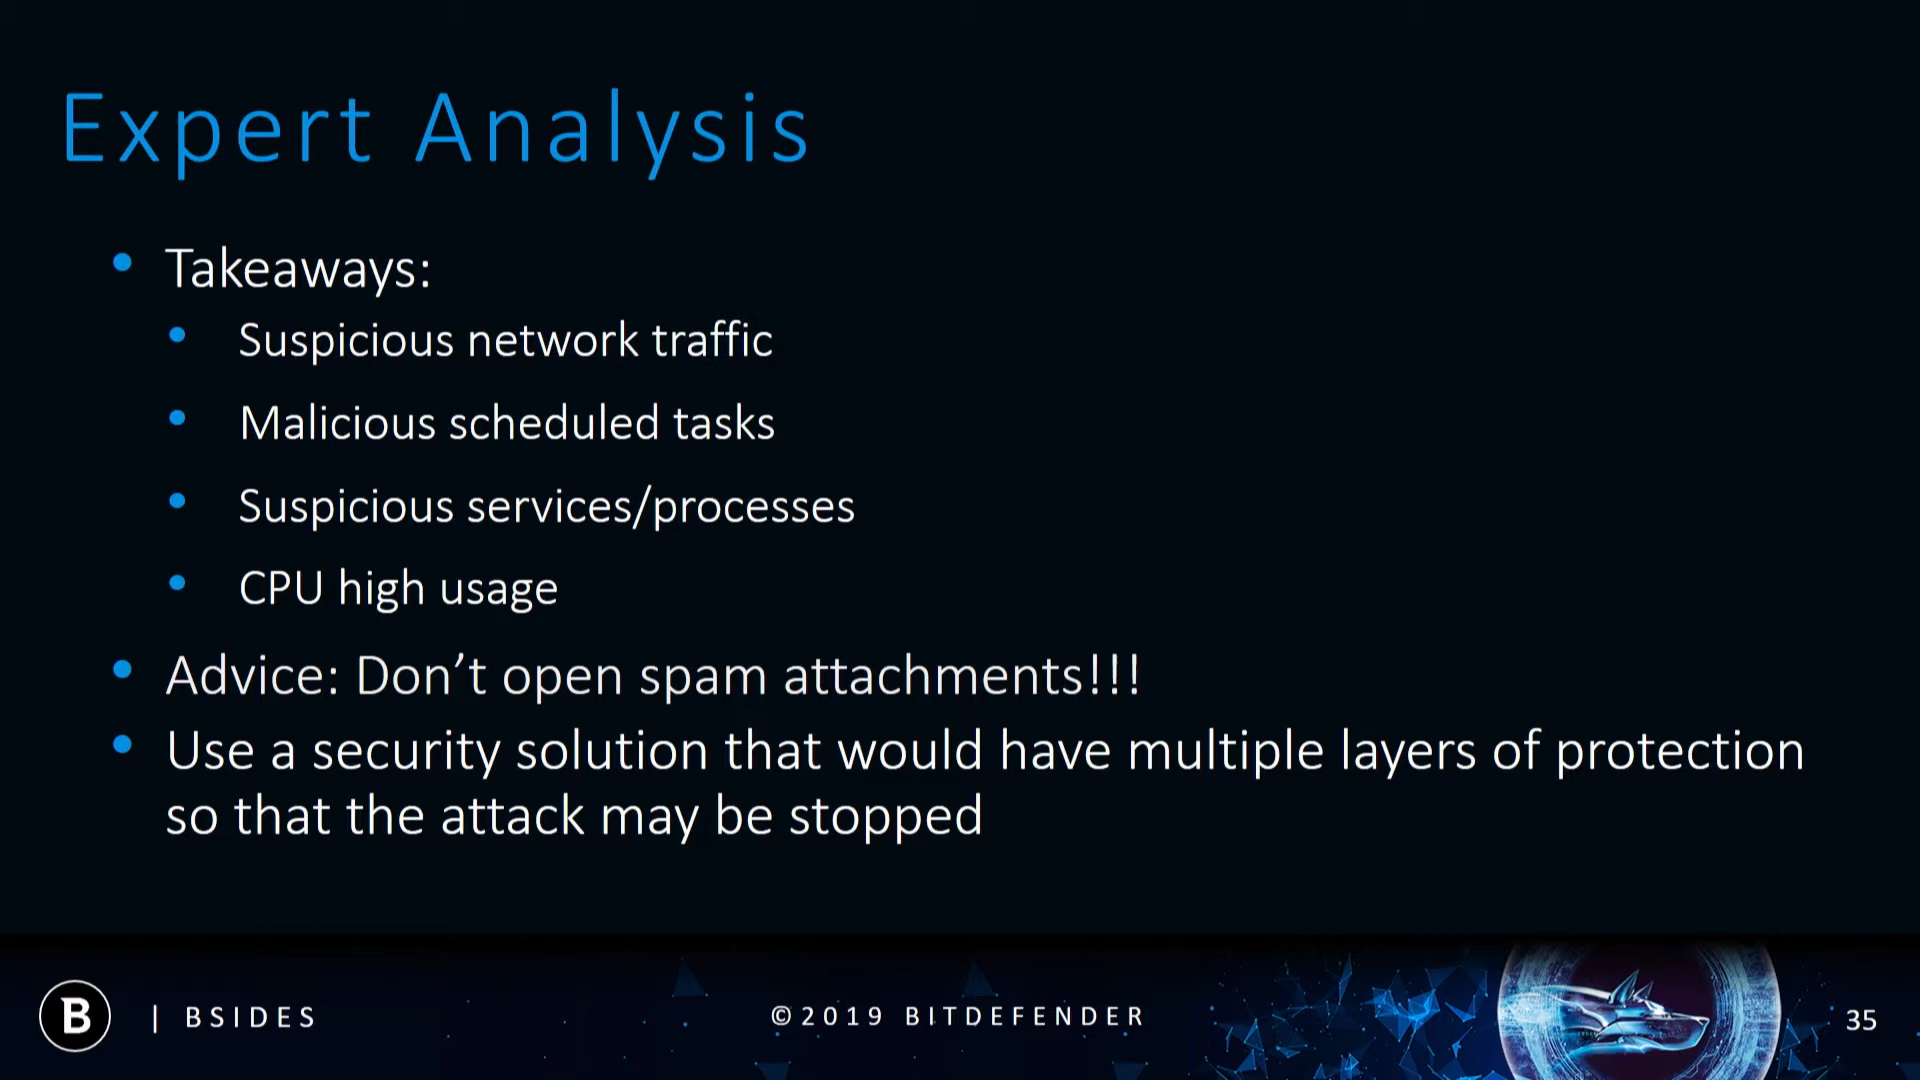 Expert Analysis
• Takeaways:
• Suspicious network traffic
• Malicious scheduled tasks
• Suspicious services/processes
• CPU high usage
• Advice: Don’t open spam attachments!!!
• Use a security solution that would have multiple layers of protection
so that the attack may be stopped
B | BSIDES
©2019 BITDEFENDER
35